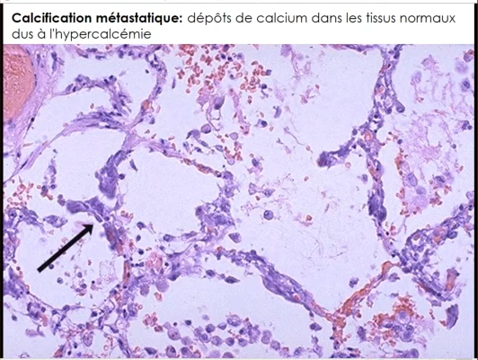 Calcification métastatique: dépôts de calcium dans les tissus normaux
dus à l'hypercalcémie